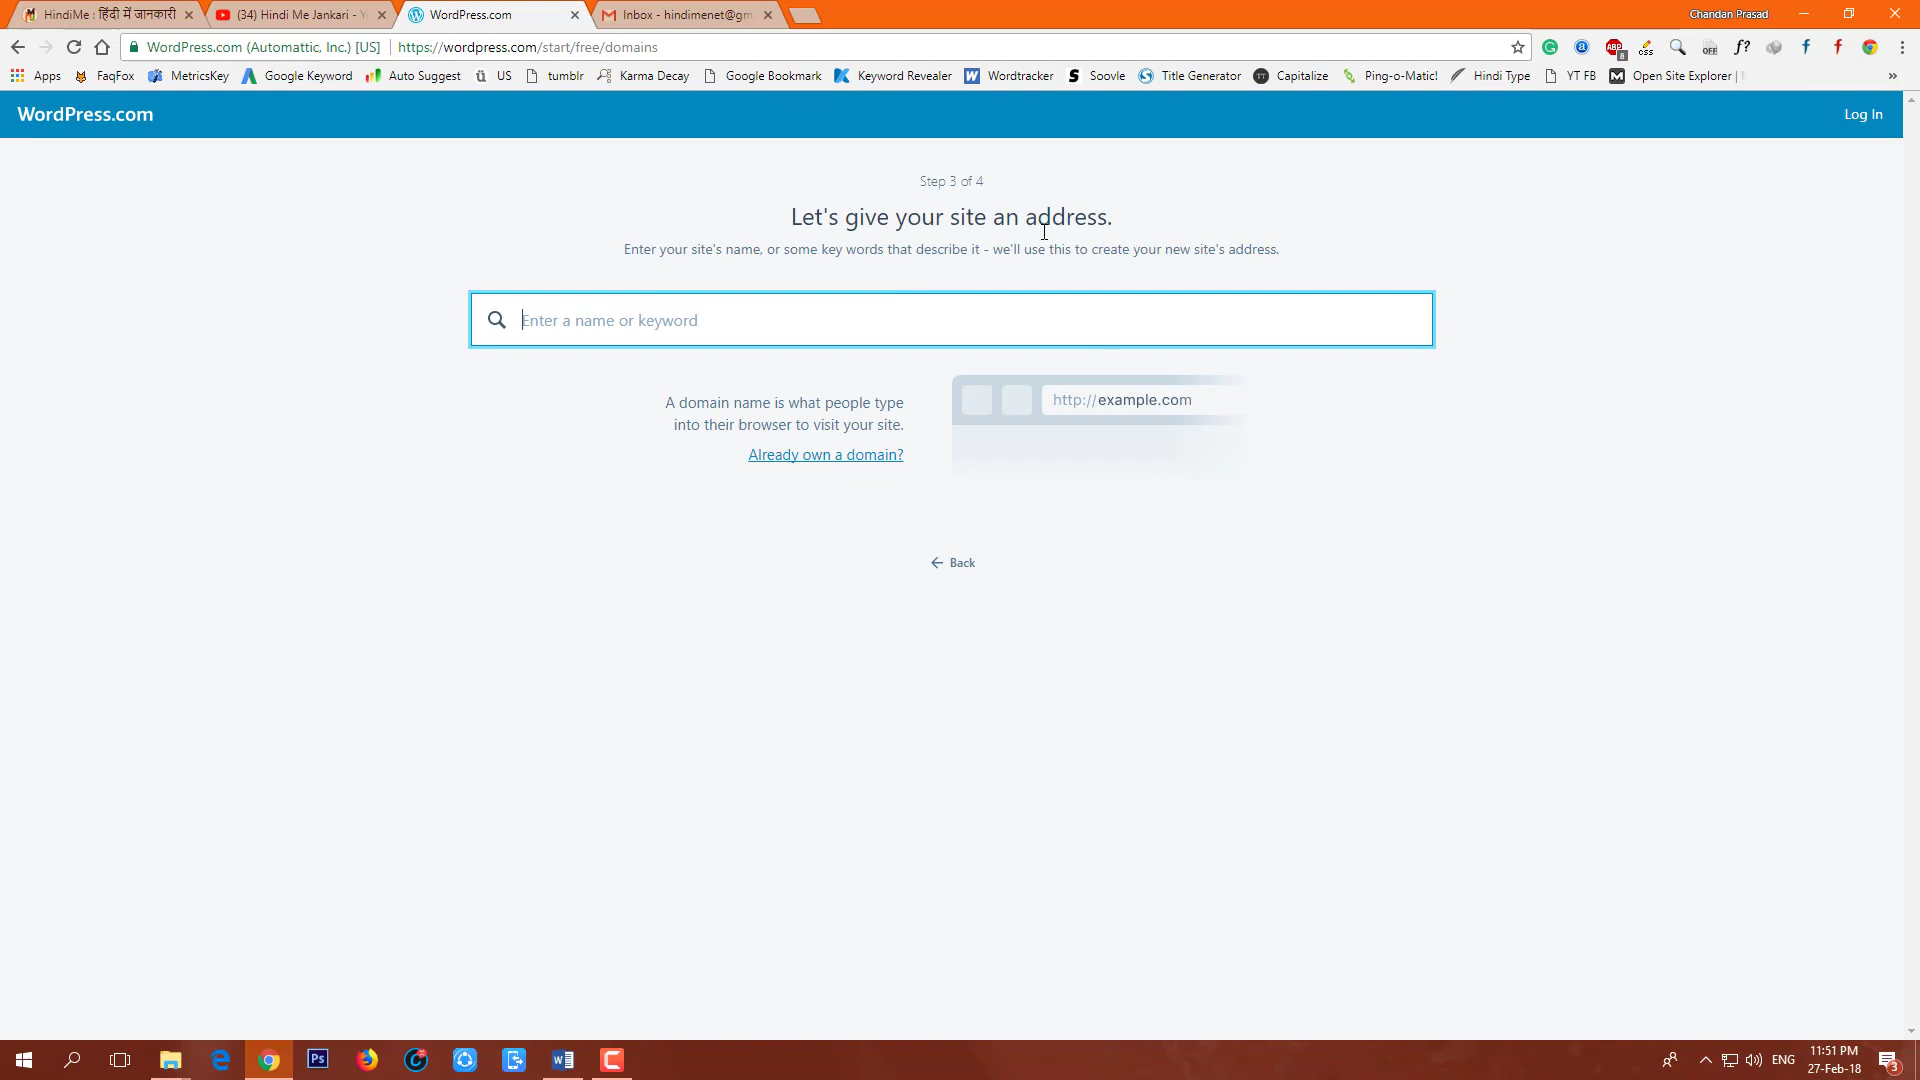 HindiMe : हिंदी में जानकारी
(34) Hindi Me Jankari - Y
WordPress.com
Inbox - hindimenet@gm
Chandan Prasad
WordPress.com (Automattic, Inc.) [US]
https://wordpress.com/start/free/domains
ABP
8
css
OFF
f?
Apps
FaqFox
MetricsKey
Google Keyword
Auto Suggest
US
tumblr
Karma Decay
Google Bookmark
Keyword Revealer
Wordtracker
Soovle
Title Generator
Capitalize
Ping-o-Matic!
Hindi Type
YT FB
Open Site Explorer |
WordPress.com
Log In
Step 3 of 4
Let's give your site an address.
Enter your site's name, or some key words that describe it - we'll use this to create your new site's address.
Enter a name or keyword
A domain name is what people type
into their browser to visit your site.
Already own a domain?
http://example.com
Back
Ps
ENG
11:51 PM
27-Feb-18
3